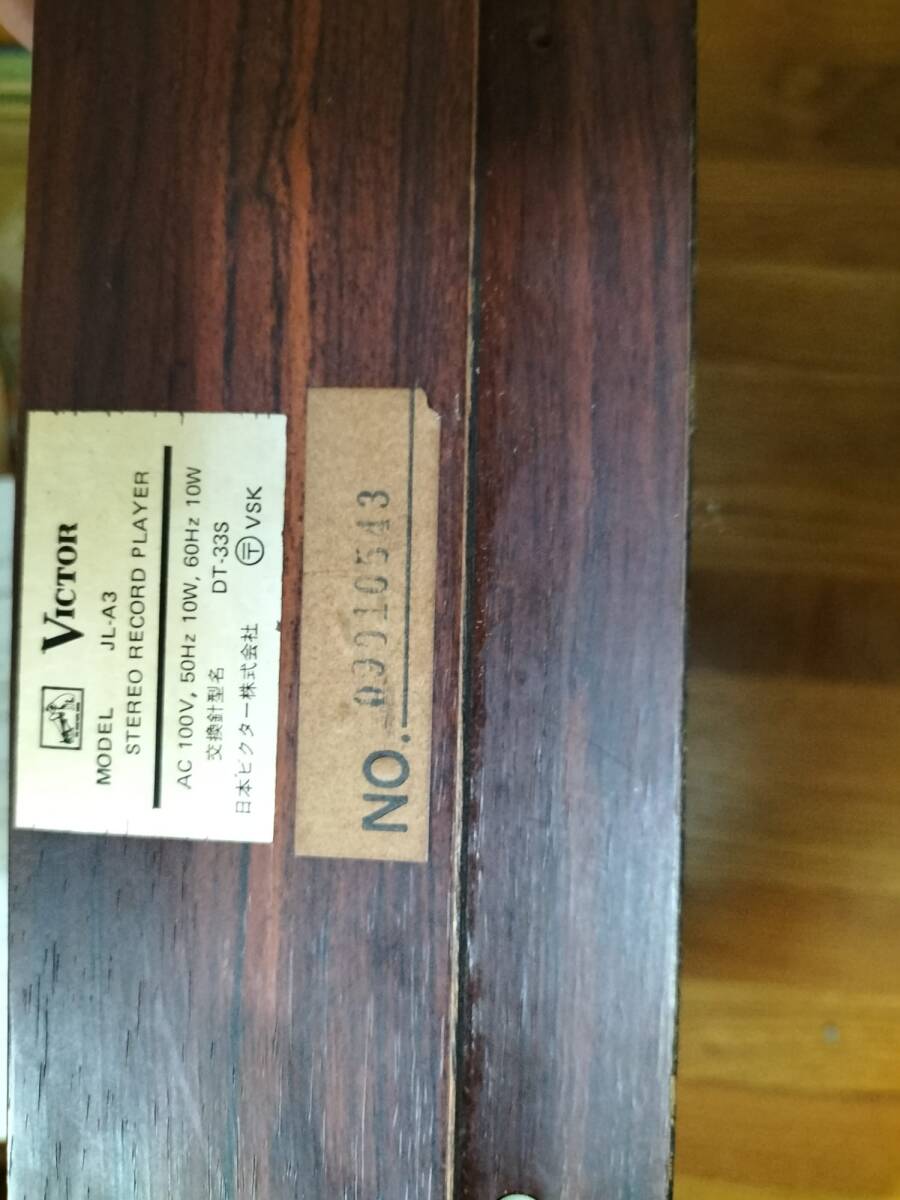 VICTOR
MODEL JL-A3
STEREO RECORD PLAYER
AC 100V, 50Hz 10W, 60Hz 10W
交換針型名 DT-33S
日本ビクター株式会社 〒 VSK
NO. 09010543